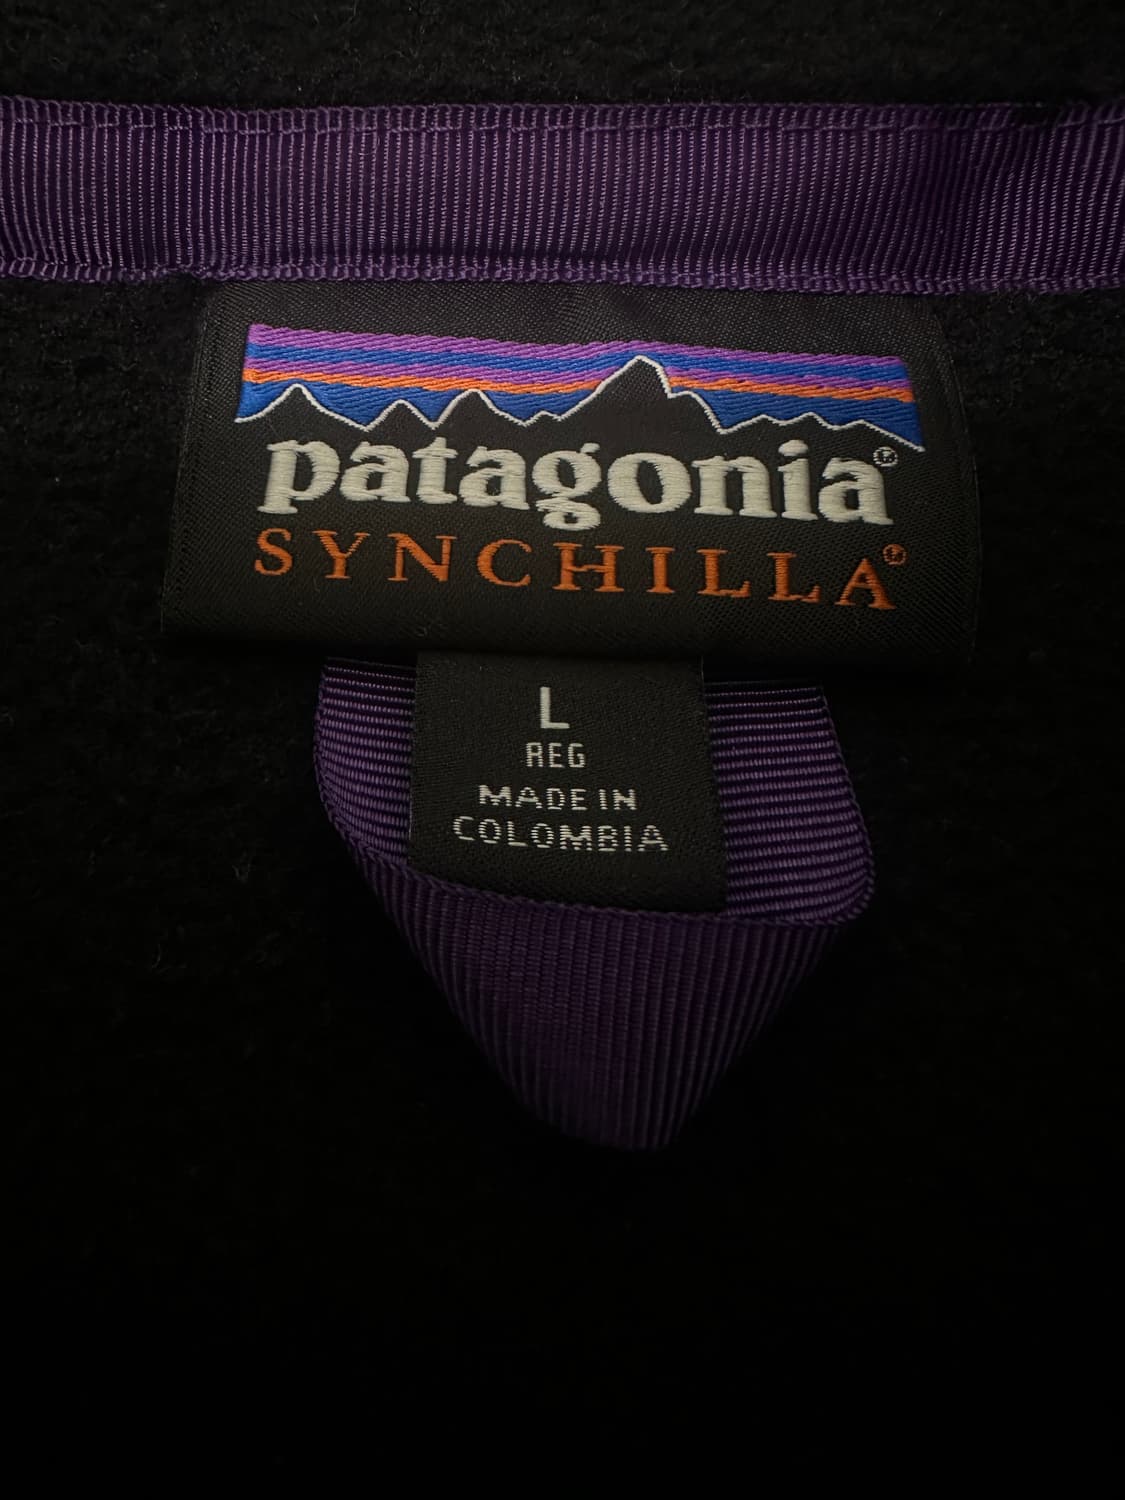 patagonia®
SYNCHILLA®
L
REG
MADE IN
COLOMBIA